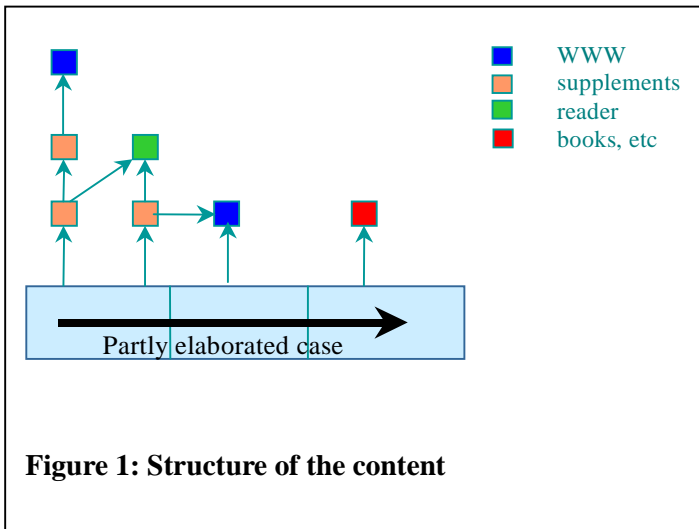 WWW
supplements
reader
books, etc
Partly elaborated case
Figure 1: Structure of the content